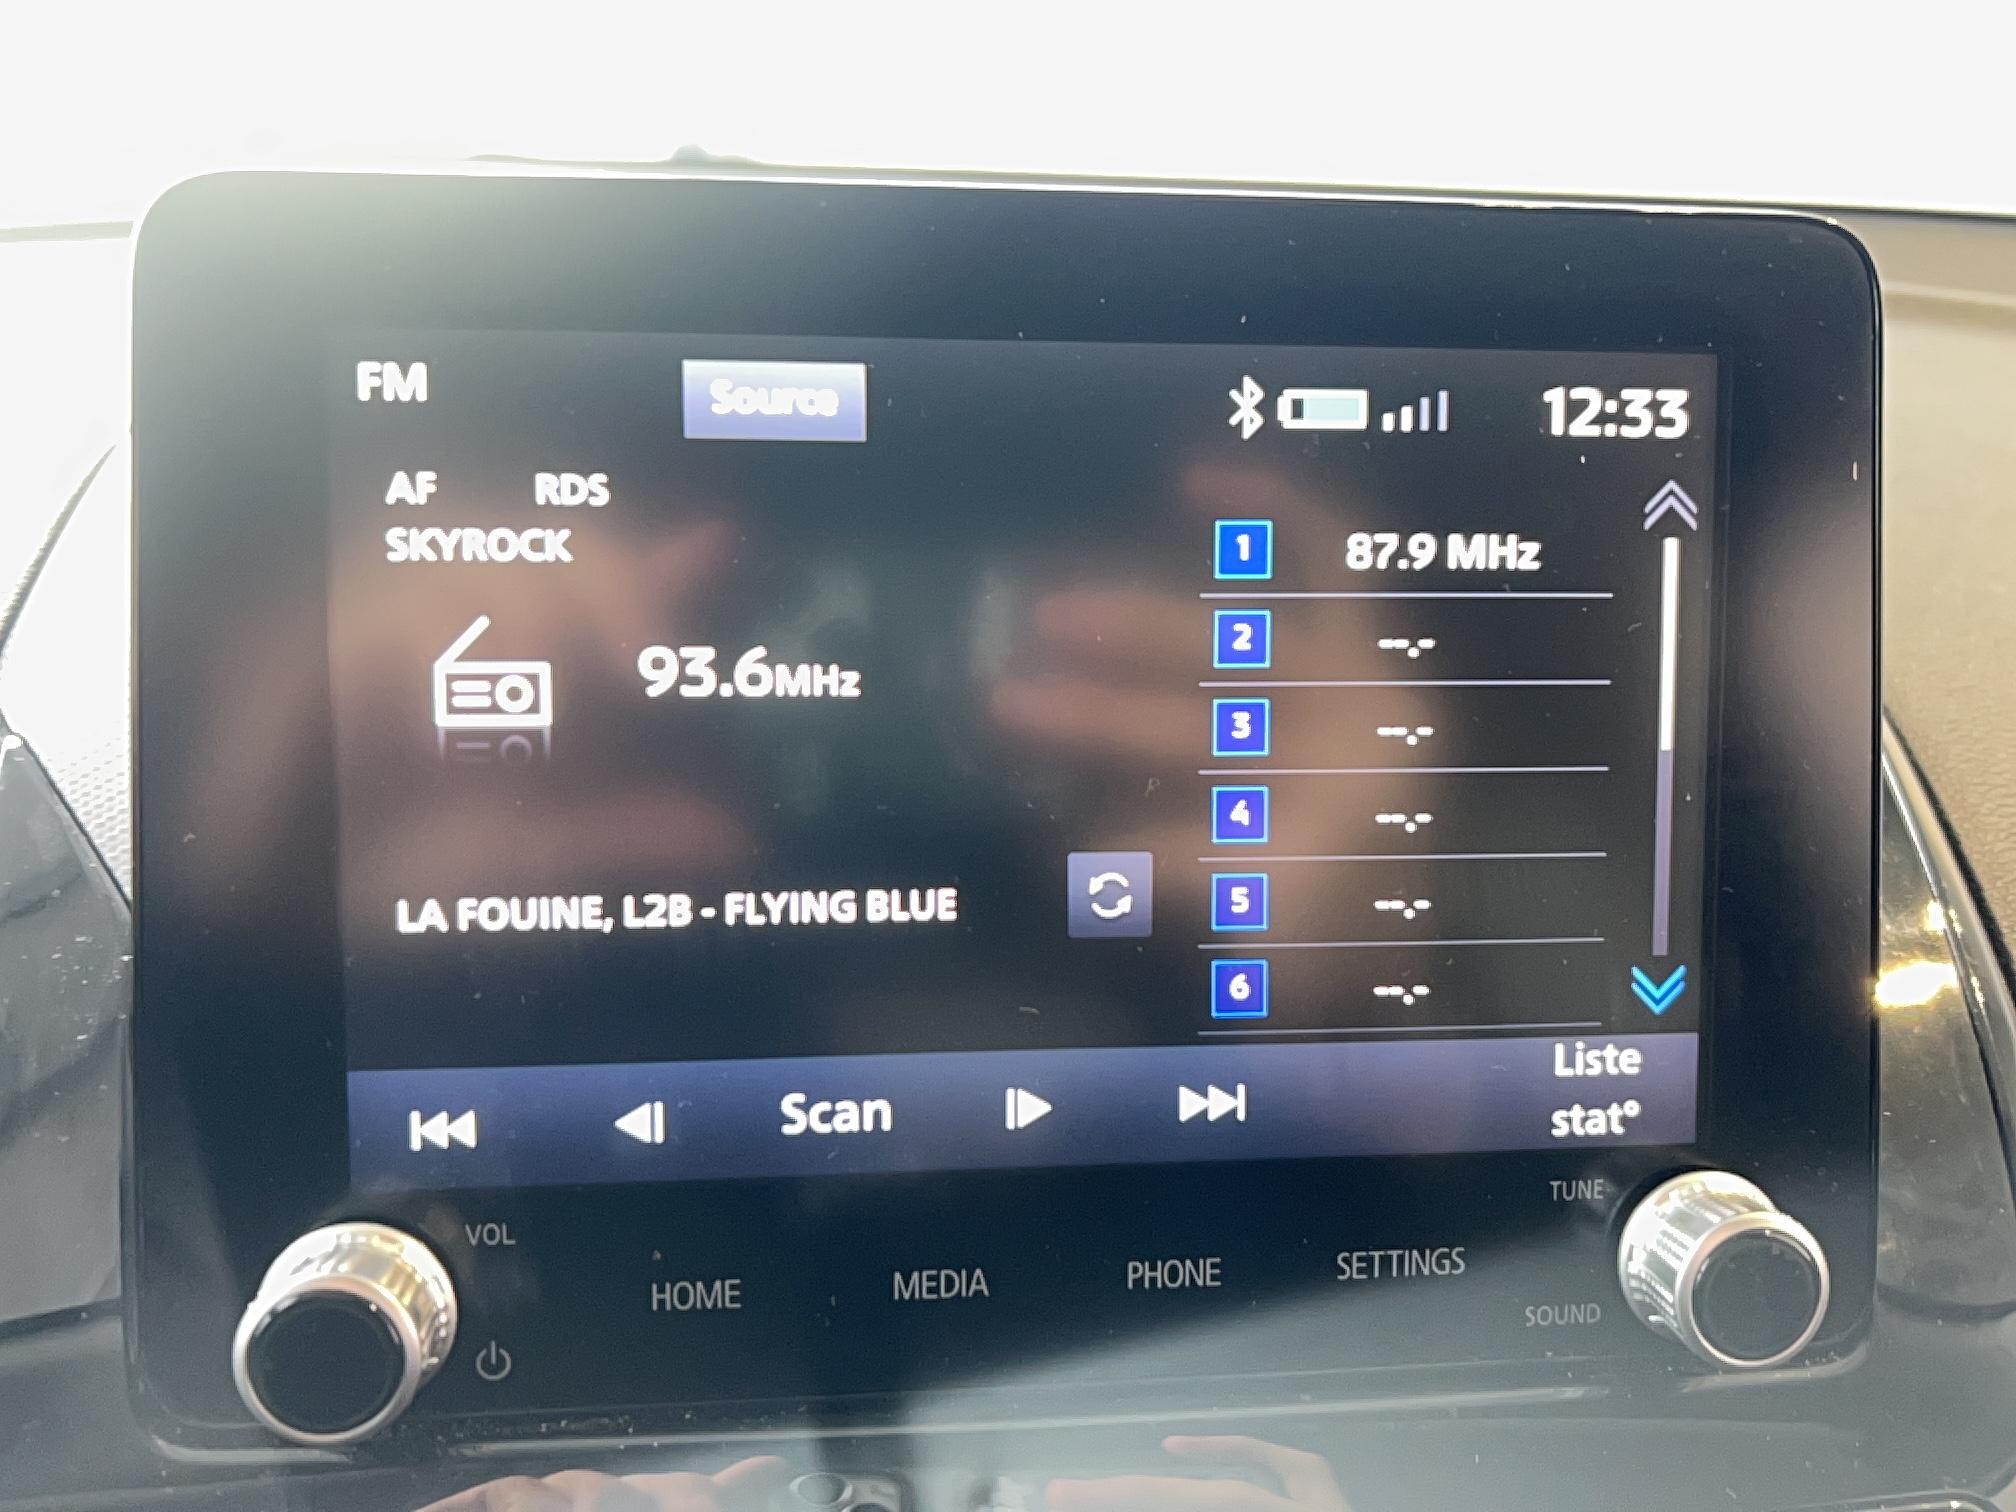 FM
Source
12:33
AF RDS
SKYROCK
93.6MHz
LA FOUINE, L2B - FLYING BLUE
1 87.9 MHz
2 --.-
3 --.-
4 --.-
5 --.-
6 --.-
Scan
Liste
stat°
VOL
HOME
MEDIA
PHONE
SETTINGS
TUNE
SOUND